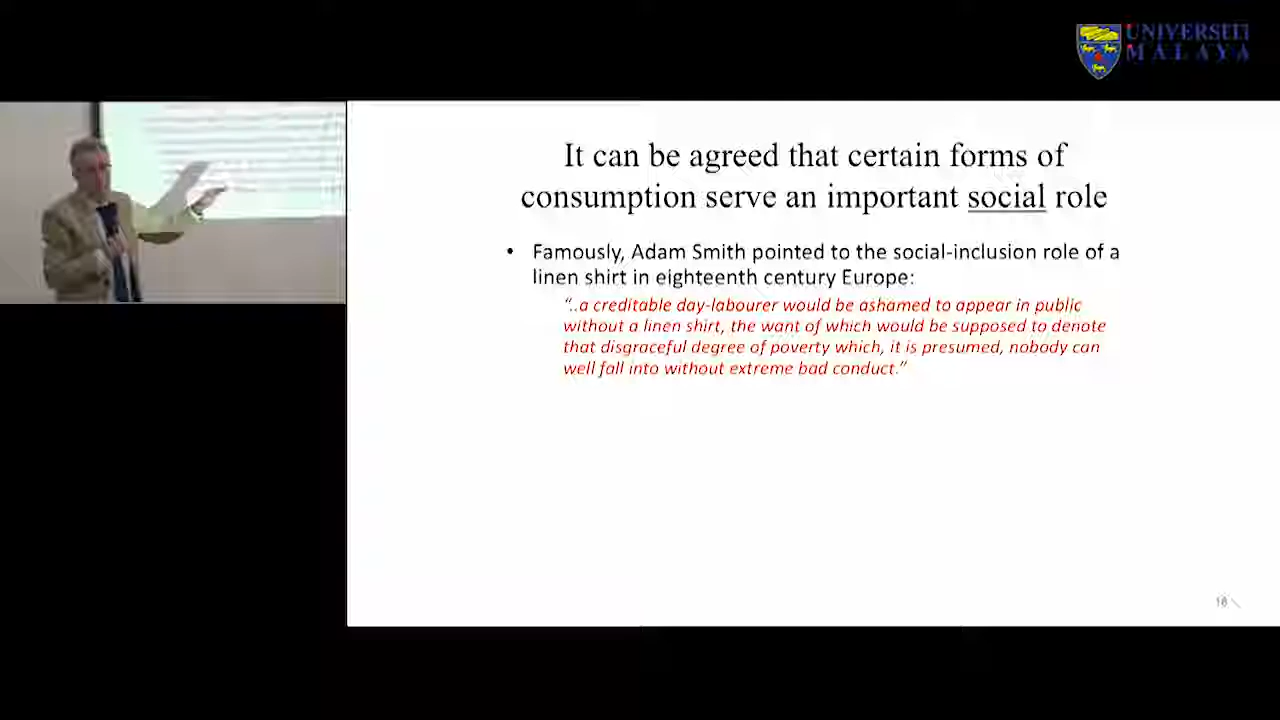 UNIVERSITI
MALAYA
It can be agreed that certain forms of
consumption serve an important social role
• Famously, Adam Smith pointed to the social-inclusion role of a
linen shirt in eighteenth century Europe:
“..a creditable day-labourer would be ashamed to appear in public
without a linen shirt, the want of which would be supposed to denote
that disgraceful degree of poverty which, it is presumed, nobody can
well fall into without extreme bad conduct.”
10